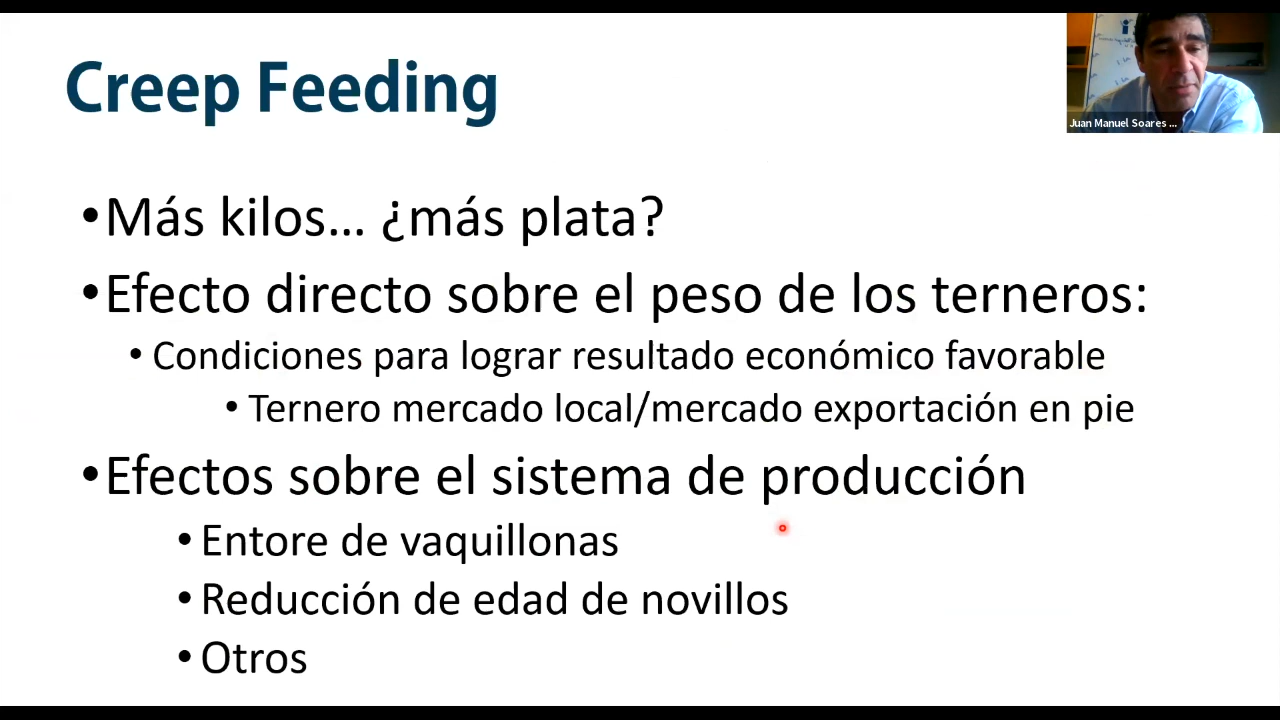 Creep Feeding
Juan Manuel Soares ...
•Más kilos... ¿más plata?
•Efecto directo sobre el peso de los terneros:
• Condiciones para lograr resultado económico favorable
• Ternero mercado local/mercado exportación en pie
•Efectos sobre el sistema de producción
• Entore de vaquillonas
• Reducción de edad de novillos
• Otros